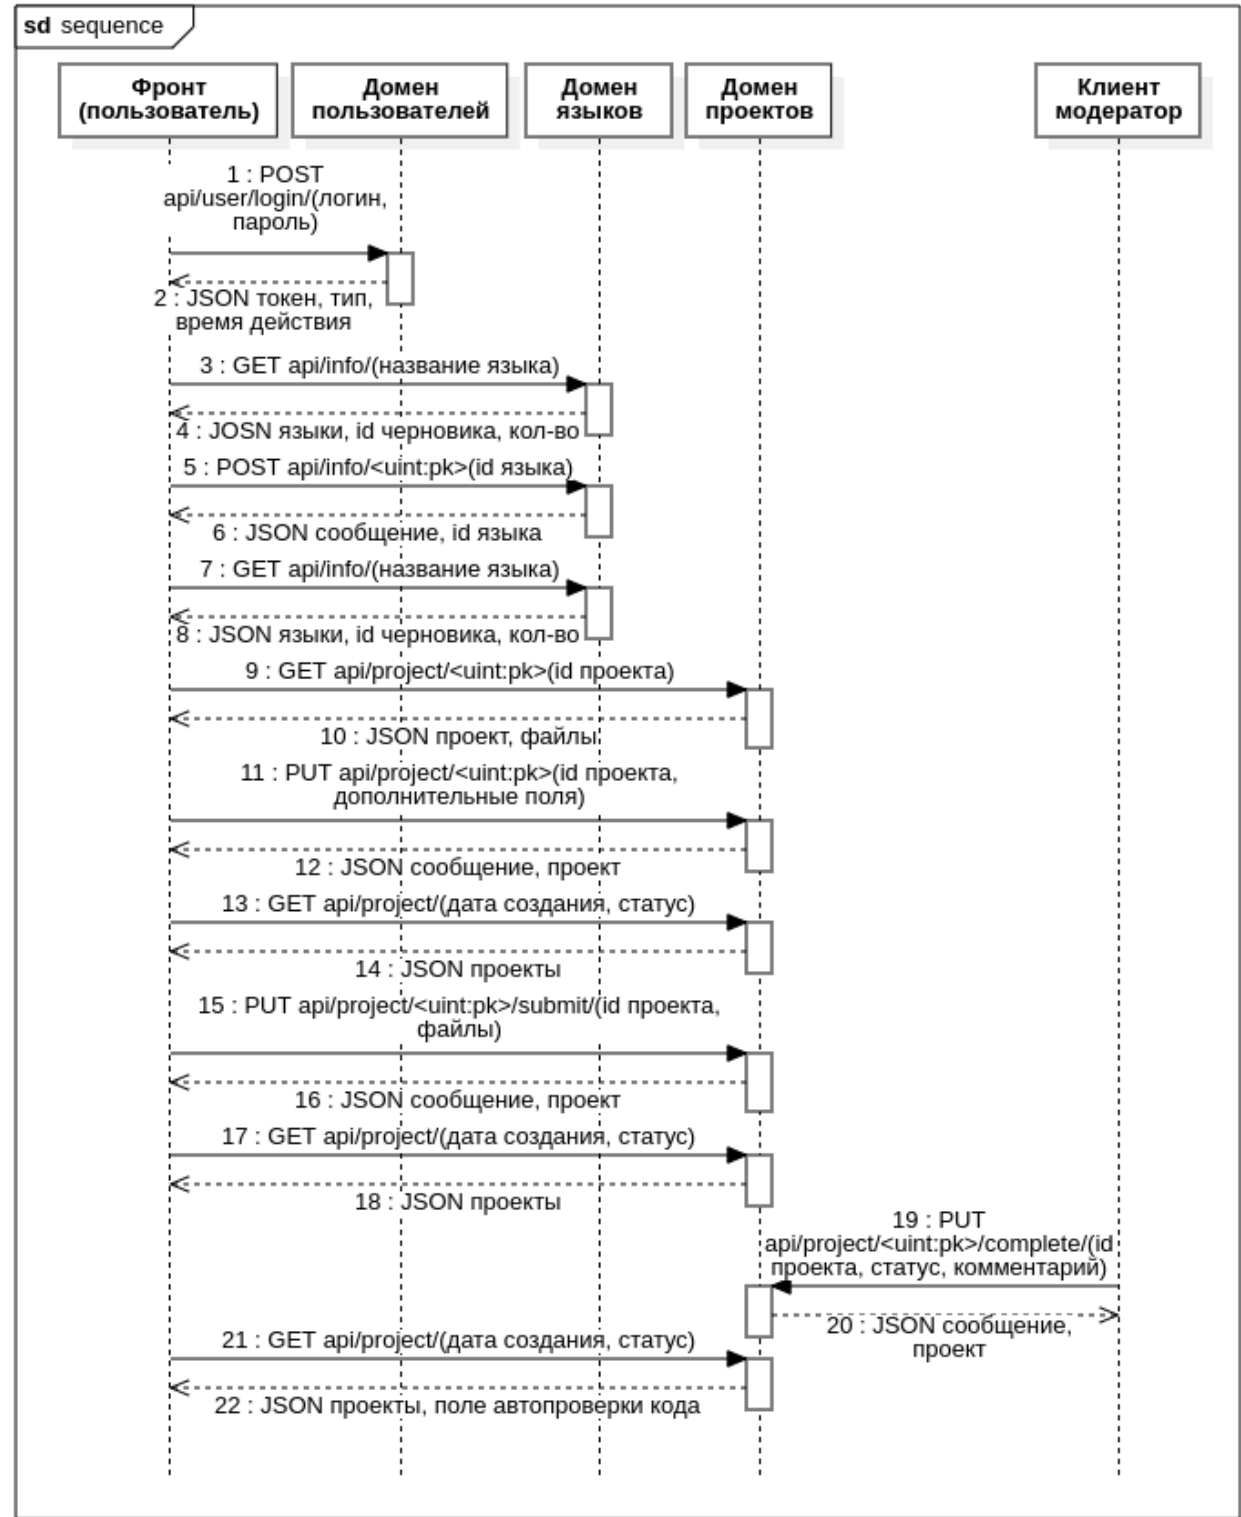 sd sequence
Фронт
(пользователь)
Домен
пользователей
Домен
языков
Домен
проектов
Клиент
модератор
1 : POST
api/user/login/(логин,
пароль)
2 : JSON токен, тип,
время действия
3 : GET api/info/(название языка)
4 : JOSN языки, id черновика, кол-во
5 : POST api/info/<uint:pk>(id языка)
6 : JSON сообщение, id языка
7 : GET api/info/(название языка)
8 : JSON языки, id черновика, кол-во
9 : GET api/project/<uint:pk>(id проекта)
10 : JSON проект, файлы
11 : PUT api/project/<uint:pk>(id проекта,
дополнительные поля)
12 : JSON сообщение, проект
13 : GET api/project/(дата создания, статус)
14 : JSON проекты
15 : PUT api/project/<uint:pk>/submit/(id проекта,
файлы)
16 : JSON сообщение, проект
17 : GET api/project/(дата создания, статус)
18 : JSON проекты
19 : PUT
api/project/<uint:pk>/complete/(id
проекта, статус, комментарий)
20 : JSON сообщение,
проект
21 : GET api/project/(дата создания, статус)
22 : JSON проекты, поле автопроверки кода